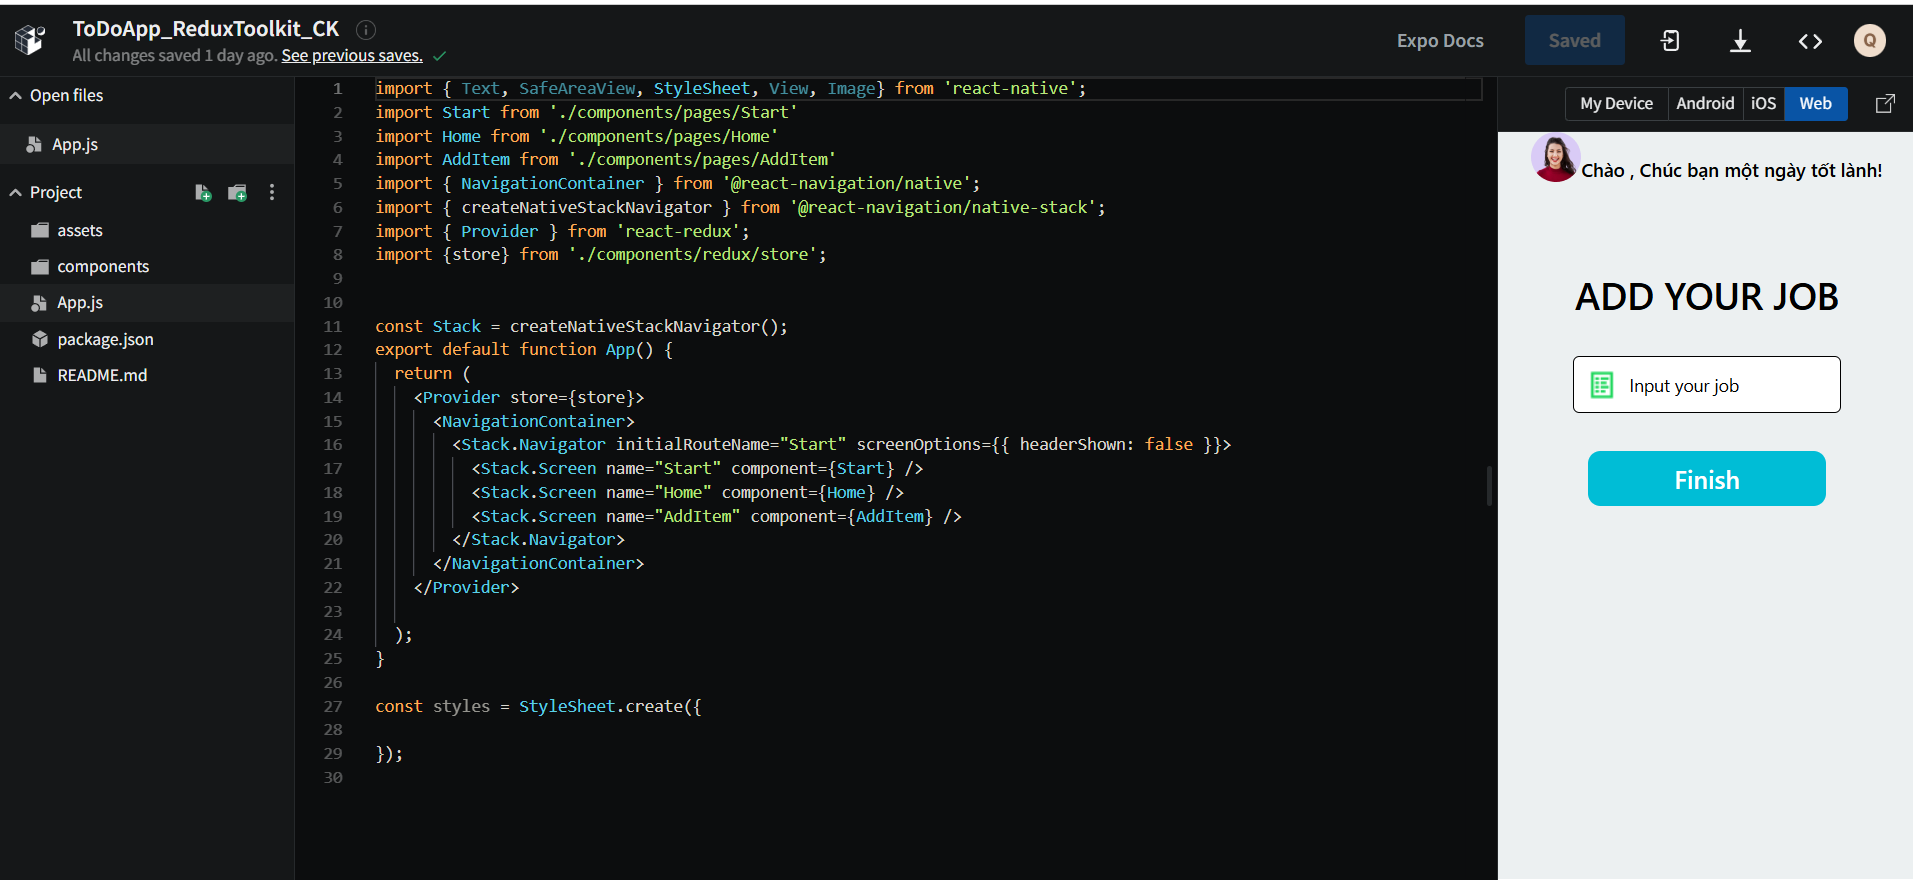 ToDoApp_ReduxToolkit_CK
All changes saved 1 day ago. See previous saves.
Expo Docs
Saved
Q
Open files
App.js
Project
assets
components
App.js
package.json
README.md
1 import { Text, SafeAreaView, StyleSheet, View, Image} from 'react-native';
2 import Start from './components/pages/Start'
3 import Home from './components/pages/Home'
4 import AddItem from './components/pages/AddItem'
5 import { NavigationContainer } from '@react-navigation/native';
6 import { createNativeStackNavigator } from '@react-navigation/native-stack';
7 import { Provider } from 'react-redux';
8 import {store} from './components/redux/store';
9
10
11 const Stack = createNativeStackNavigator();
12 export default function App() {
13 return (
14 <Provider store={store}>
15 <NavigationContainer>
16 <Stack.Navigator initialRouteName="Start" screenOptions={{ headerShown: false }}>
17 <Stack.Screen name="Start" component={Start} />
18 <Stack.Screen name="Home" component={Home} />
19 <Stack.Screen name="AddItem" component={AddItem} />
20 </Stack.Navigator>
21 </NavigationContainer>
22 </Provider>
23
24 );
25 }
26
27 const styles = StyleSheet.create({
28
29 });
30
My Device Android iOS Web
Chào , Chúc bạn một ngày tốt lành!
ADD YOUR JOB
Input your job
Finish